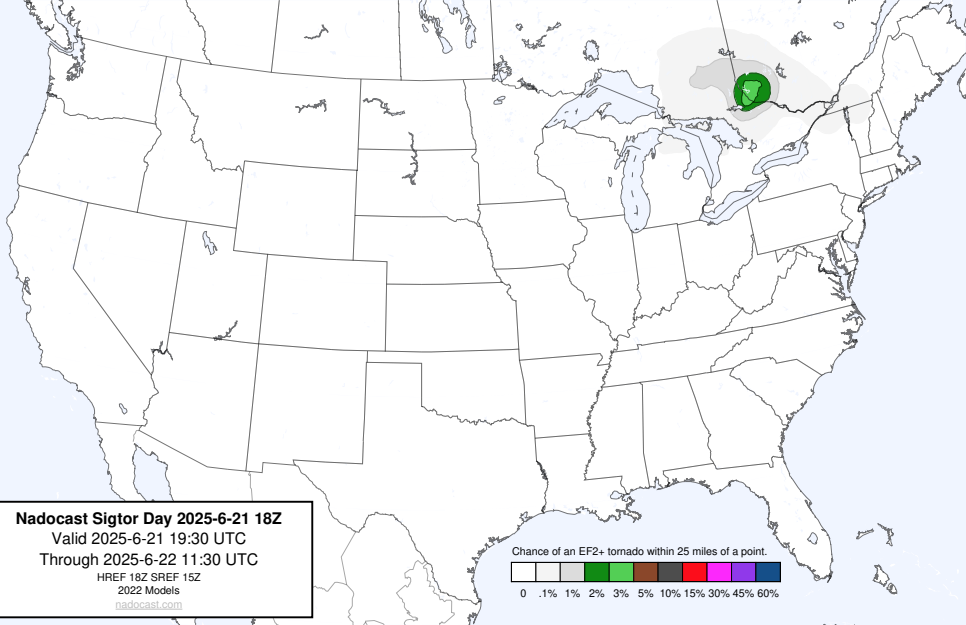 Nadocast Sigtor Day 2025-6-21 18Z
Valid 2025-6-21 19:30 UTC
Through 2025-6-22 11:30 UTC
HREF 18Z SREF 15Z
2022 Models
nadocast.com
Chance of an EF2+ tornado within 25 miles of a point.
0 .1% 1% 2% 3% 5% 10% 15% 30% 45% 60%